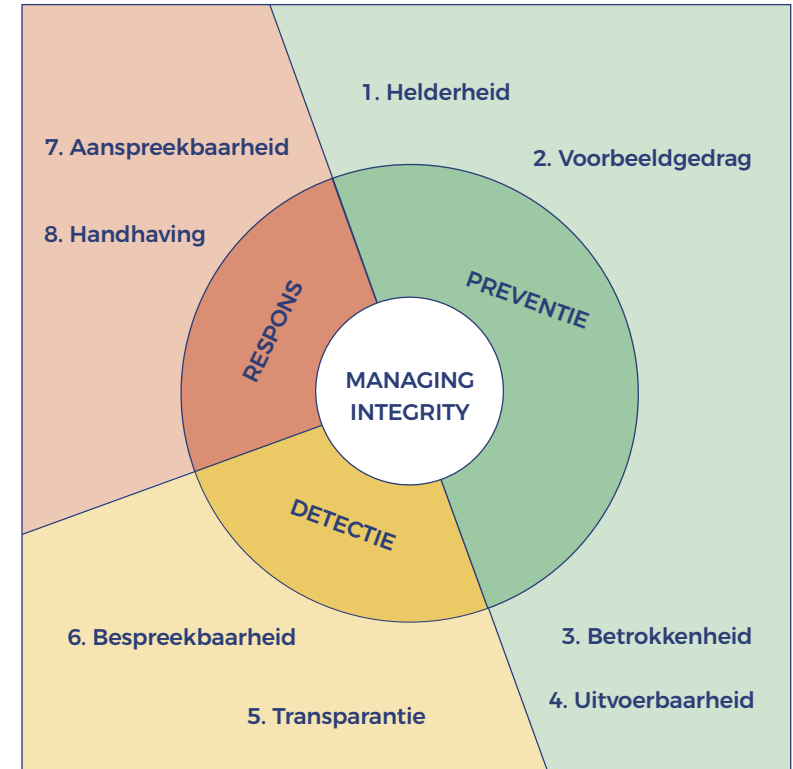 1. Helderheid
2. Voorbeeldgedrag
7. Aanspreekbaarheid
8. Handhaving
PREVENTIE
RESPONS
MANAGING
INTEGRITY
DETECTIE
3. Betrokkenheid
6. Bespreekbaarheid
4. Uitvoerbaarheid
5. Transparantie